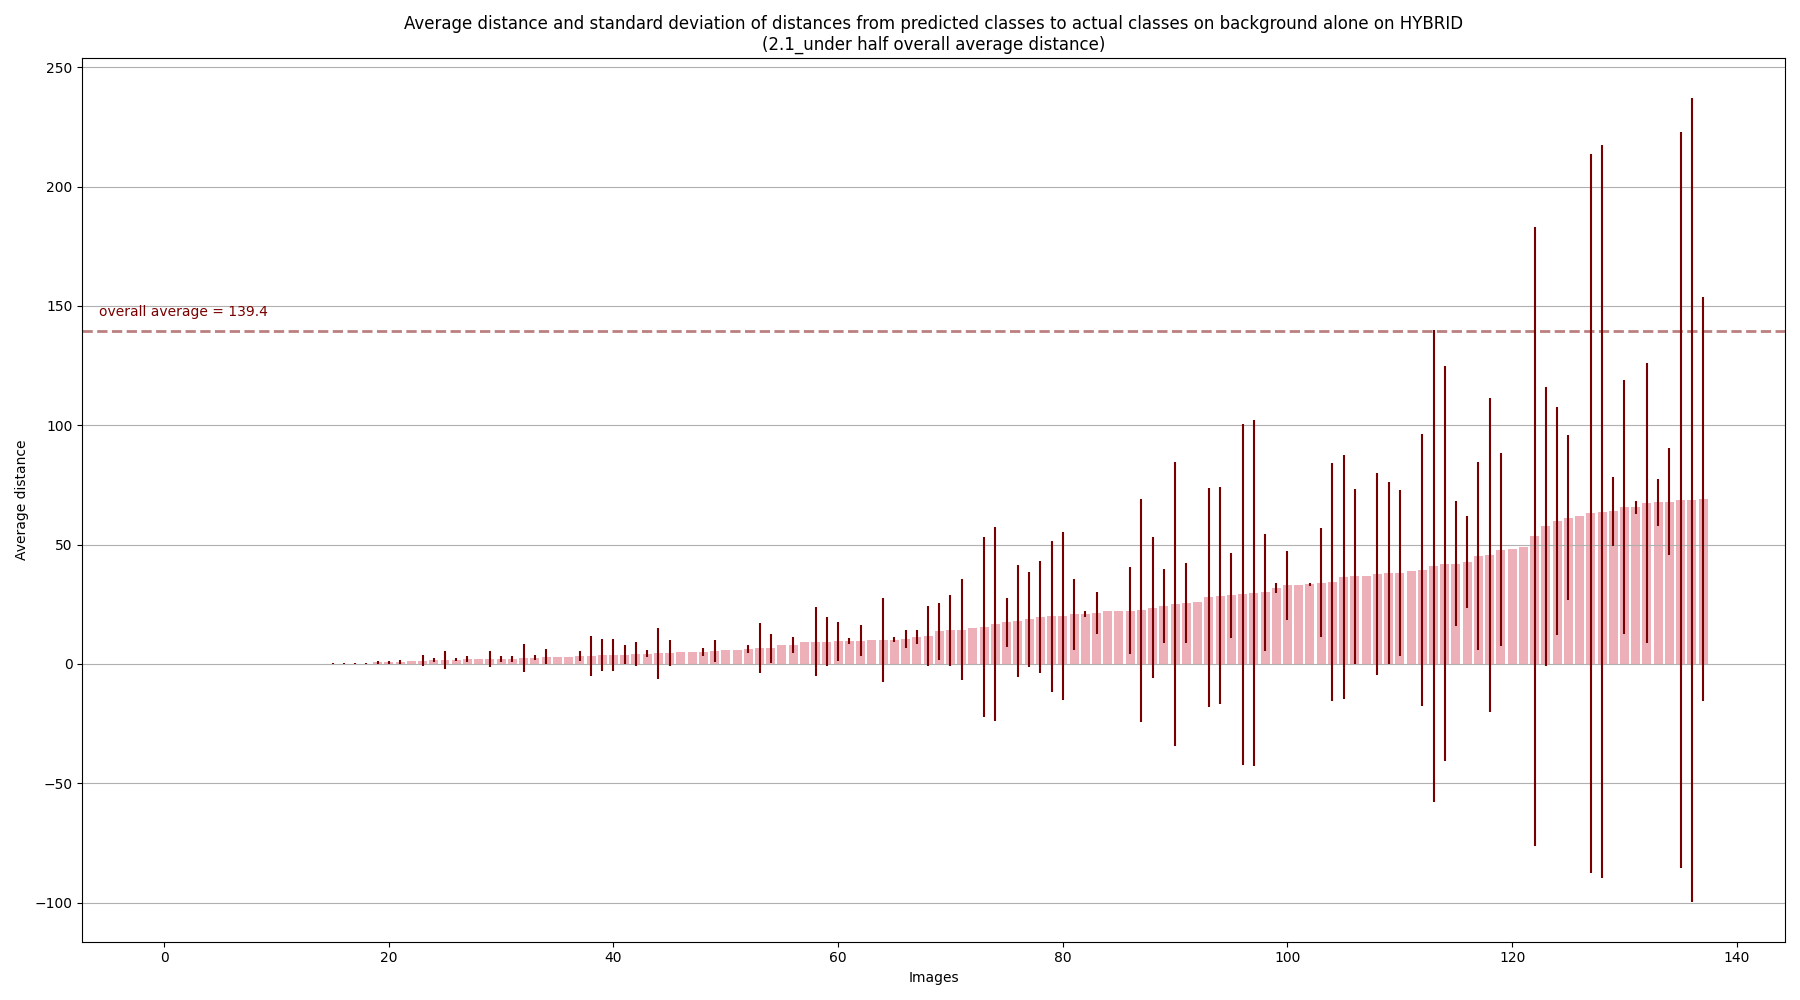 Average distance and standard deviation of distances from predicted classes to actual classes on background alone on HYBRID
(2.1_under half overall average distance)
250
200
150
overall average = 139.4
100
50
0
−50
−100
Average distance
0 20 40 60 80 100 120 140
Images